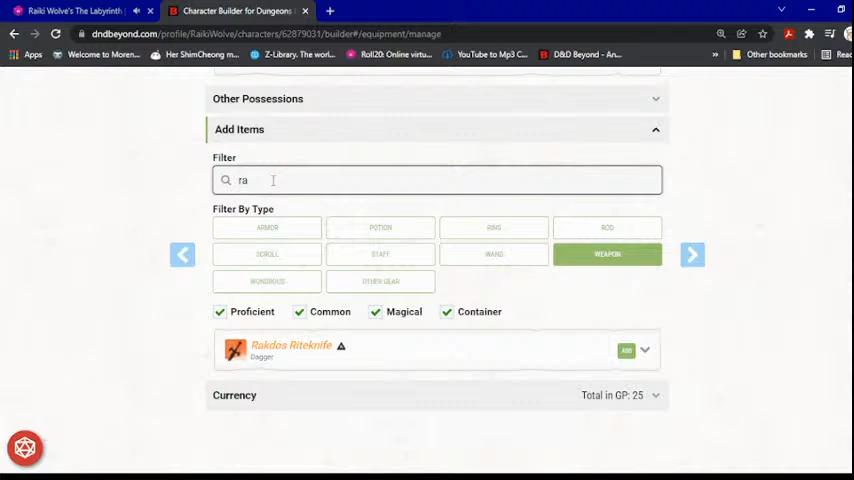 Raiki Wolve's The Labyrinth |
Character Builder for Dungeons
dndbeyond.com/profile/RaikiWolve/characters/62879031/builder#/equipment/manage
Apps Welcome to Moren... Her ShimCheong m... Z-Library. The worl... Roll20: Online virtu... YouTube to Mp3 C... D&D Beyond - An... » Other bookmarks Reac
Other Possessions
Add Items
Filter
ra
Filter By Type
ARMOR POTION RING ROD
SCROLL STAFF WAND WEAPON
WONDROUS OTHER GEAR
Proficient Common Magical Container
Rakdos Riteknife ADD
Dagger
Currency Total in GP: 25